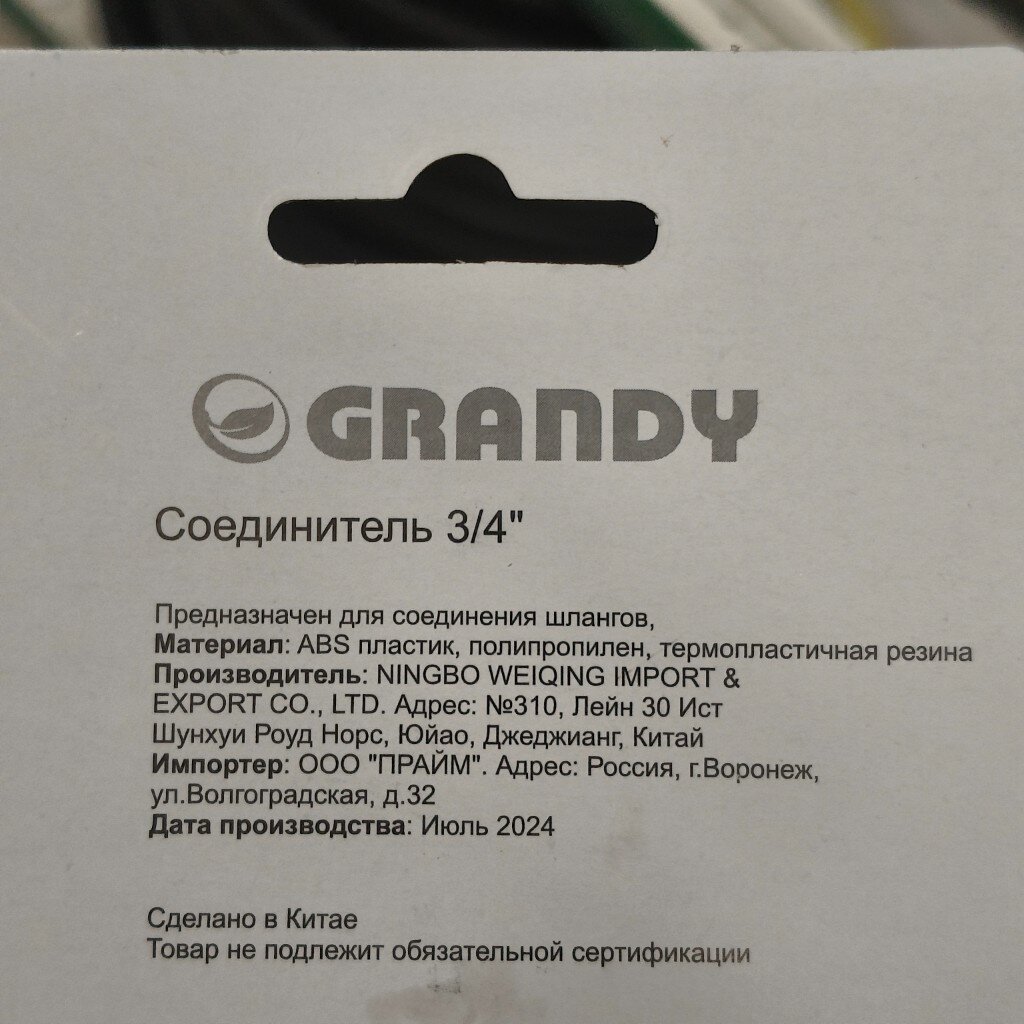 GRANDY
Соединитель 3/4"
Предназначен для соединения шлангов,
Материал: ABS пластик, полипропилен, термопластичная резина
Производитель: NINGBO WEIQING IMPORT &
EXPORT CO., LTD. Адрес: №310, Лейн 30 Ист
Шунхуи Роуд Норс, Юйао, Джеджианг, Китай
Импортер: ООО "ПРАЙМ". Адрес: Россия, г.Воронеж,
ул.Волгоградская, д.32
Дата производства: Июль 2024
Сделано в Китае
Товар не подлежит обязательной сертификации